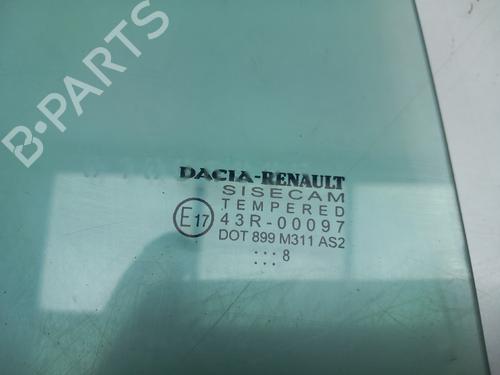 B-PARTS
DACIA-RENAULT
SISECAM
TEMPERED
E17 43R-00097
DOT 899 M311 AS2
... 8
...